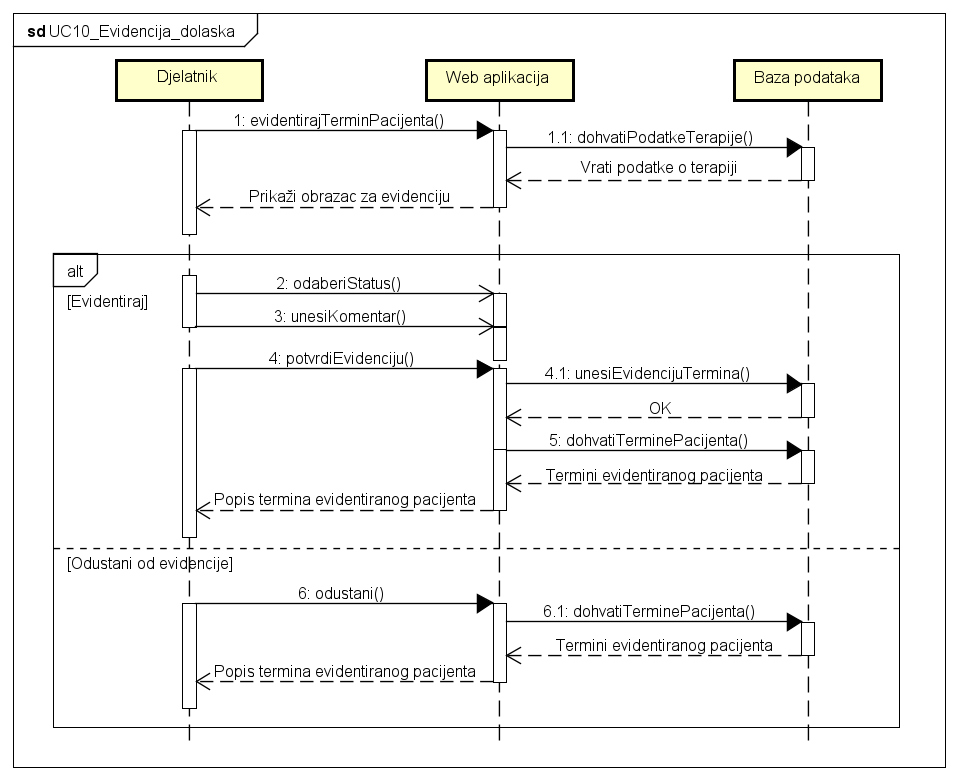 sd UC10_Evidencija_dolaska
Djelatnik
Web aplikacija
Baza podataka
1: evidentirajTerminPacijenta()
1.1: dohvatiPodatkeTerapije()
Vrati podatke o terapiji
Prikaži obrazac za evidenciju
alt
[Evidentiraj]
2: odaberiStatus()
3: unesiKomentar()
4: potvrdiEvidenciju()
4.1: unesiEvidencijuTermina()
OK
5: dohvatiTerminePacijenta()
Termini evidentiranog pacijenta
Popis termina evidentiranog pacijenta
[Odustani od evidencije]
6: odustani()
6.1: dohvatiTerminePacijenta()
Termini evidentiranog pacijenta
Popis termina evidentiranog pacijenta